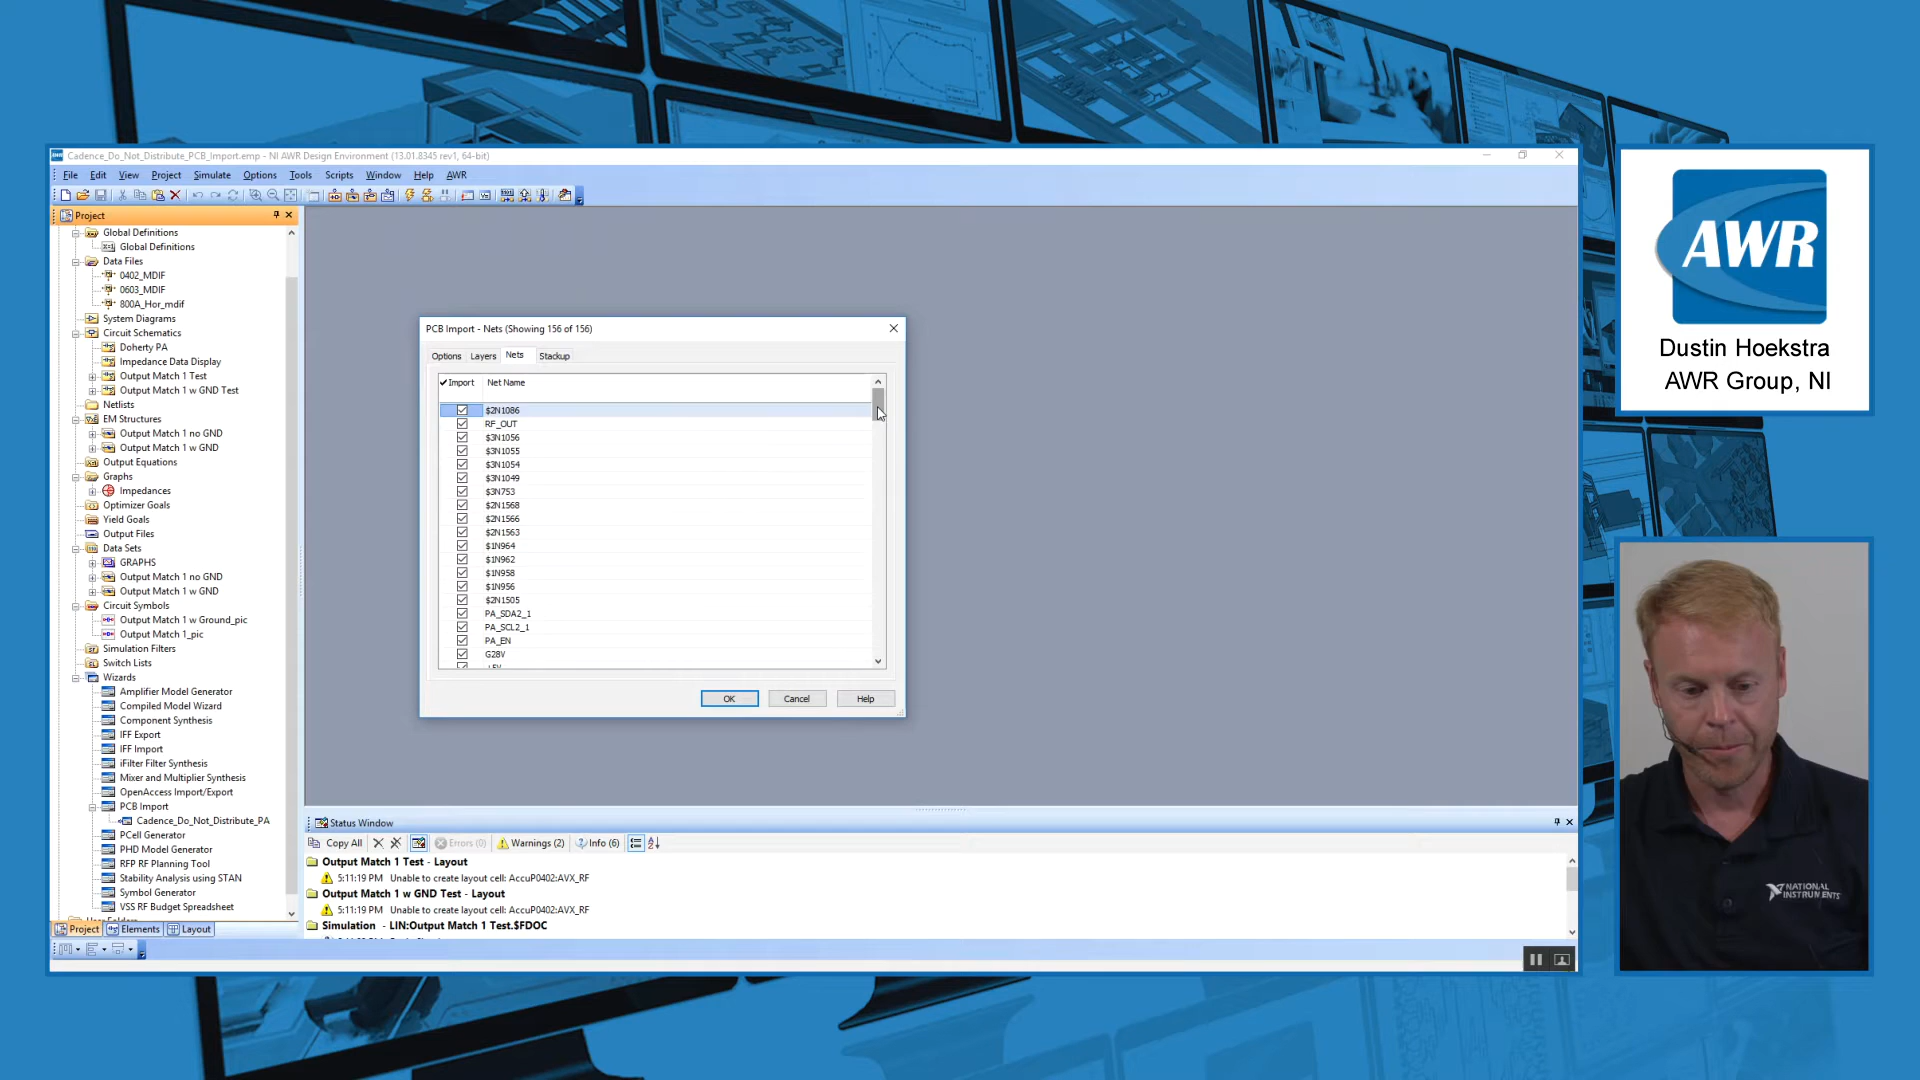 Cadence_Do_Not_Distribute_PCB_Import.emp - NI AWR Design Environment (13.01.8345 rev1, 64-bit)
File Edit View Project Simulate Options Tools Scripts Window Help AWR
Project
Global Definitions
Global Definitions
Data Files
0402_MDIF
0603_MDIF
800A_Hor_mdif
System Diagrams
Circuit Schematics
Doherty PA
Impedance Data Display
Output Match 1 Test
Output Match 1 w GND Test
Netlists
EM Structures
Output Match 1 no GND
Output Match 1 w GND
Output Equations
Graphs
Impedances
Optimizer Goals
Yield Goals
Output Files
Data Sets
GRAPHS
Output Match 1 no GND
Output Match 1 w GND
Circuit Symbols
Output Match 1 w Ground_pic
Output Match 1_pic
Simulation Filters
Switch Lists
Wizards
Amplifier Model Generator
Compiled Model Wizard
Component Synthesis
IFF Export
IFF Import
iFilter Filter Synthesis
Mixer and Multiplier Synthesis
OpenAccess Import/Export
PCB Import
Cadence_Do_Not_Distribute_PA
PCell Generator
PHD Model Generator
RFP RF Planning Tool
Stability Analysis using STAN
Symbol Generator
VSS RF Budget Spreadsheet
Project Elements Layout
PCB Import - Nets (Showing 156 of 156)
Options Layers Nets Stackup
Import Net Name
$2N1086
RF_OUT
$3N1056
$3N1055
$3N1054
$3N1049
$3N753
$2N1568
$2N1566
$2N1563
$1N964
$1N962
$1N958
$1N956
$2N1505
PA_SDA2_1
PA_SCL2_1
PA_EN
G28V
OK Cancel Help
Status Window
Copy All Errors (0) Warnings (2) Info (6)
Output Match 1 Test - Layout
5:11:19 PM Unable to create layout cell: AccuP0402:AVX_RF
Output Match 1 w GND Test - Layout
5:11:19 PM Unable to create layout cell: AccuP0402:AVX_RF
Simulation - LIN:Output Match 1 Test.$FDOC
AWR
Dustin Hoekstra
AWR Group, NI
NATIONAL
INSTRUMENTS